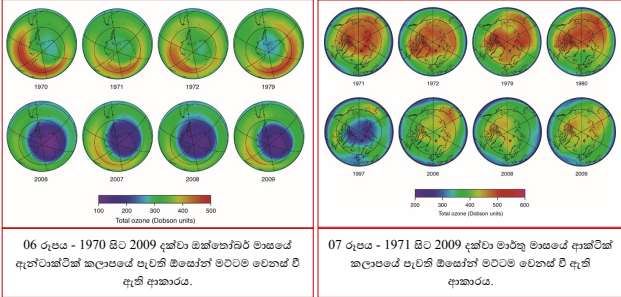 1970
1971
1972
1979
2006
2007
2008
2009
100 200 300 400 500
Total ozone (Dobson units)
06 රූපය - 1970 සිට 2009 දක්වා ඔක්තෝබර් මාසයේ
ඇන්ටාක්ටික් කලාපයේ පැවති ඕසෝන් මට්ටම වෙනස් වී
ඇති ආකාරය.
1971
1972
1979
1980
1997
2006
2008
2009
200 300 400 500 600
Total ozone (Dobson units)
07 රූපය - 1971 සිට 2009 දක්වා මාර්තු මාසයේ ආක්ටික්
කලාපයේ පැවති ඕසෝන් මට්ටම වෙනස් වී ඇති
ආකාරය.